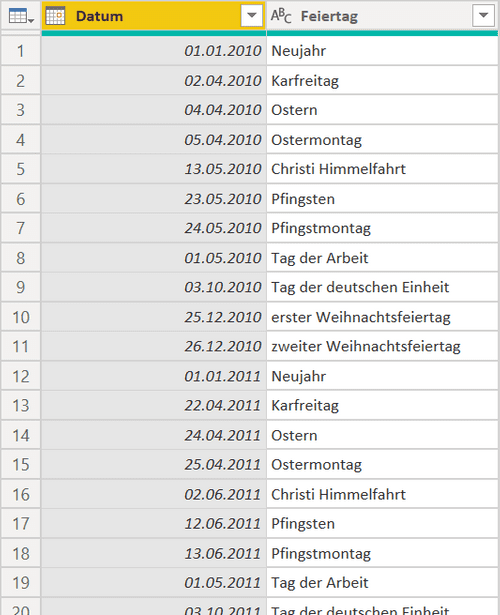 Datum ABC Feiertag
1 01.01.2010 Neujahr
2 02.04.2010 Karfreitag
3 04.04.2010 Ostern
4 05.04.2010 Ostermontag
5 13.05.2010 Christi Himmelfahrt
6 23.05.2010 Pfingsten
7 24.05.2010 Pfingstmontag
8 01.05.2010 Tag der Arbeit
9 03.10.2010 Tag der deutschen Einheit
10 25.12.2010 erster Weihnachtsfeiertag
11 26.12.2010 zweiter Weihnachtsfeiertag
12 01.01.2011 Neujahr
13 22.04.2011 Karfreitag
14 24.04.2011 Ostern
15 25.04.2011 Ostermontag
16 02.06.2011 Christi Himmelfahrt
17 12.06.2011 Pfingsten
18 13.06.2011 Pfingstmontag
19 01.05.2011 Tag der Arbeit
20 03.10.2011 Tag der deutschen Einheit